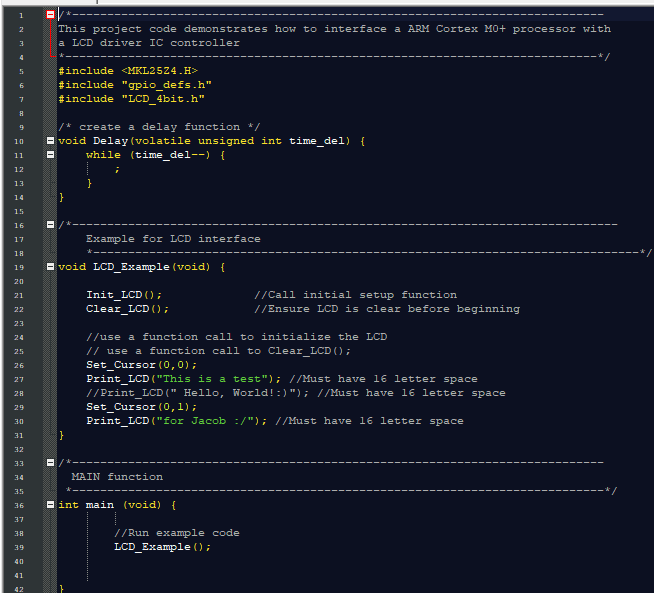 1 /*----------------------------------------------------------------------------
2 This project code demonstrates how to interface a ARM Cortex M0+ processor with
3 a LCD driver IC controller
4 *----------------------------------------------------------------------------*/
5 #include <MKL25Z4.H>
6 #include "gpio_defs.h"
7 #include "LCD_4bit.h"
8
9 /* create a delay function */
10 void Delay(volatile unsigned int time_del) {
11 while (time_del--) {
12 ;
13 }
14 }
15
16 /*------------------------------------------------------------------------------
17 Example for LCD interface
18 *------------------------------------------------------------------------------*/
19 void LCD_Example(void) {
20
21 Init_LCD(); //Call initial setup function
22 Clear_LCD(); //Ensure LCD is clear before beginning
23
24 //use a function call to initialize the LCD
25 // use a function call to Clear_LCD();
26 Set_Cursor(0,0);
27 Print_LCD("This is a test"); //Must have 16 letter space
28 //Print_LCD(" Hello, World!:)"); //Must have 16 letter space
29 Set_Cursor(0,1);
30 Print_LCD("for Jacob :/"); //Must have 16 letter space
31 }
32
33 /*----------------------------------------------------------------------------
34 MAIN function
35 *----------------------------------------------------------------------------*/
36 int main (void) {
37
38 //Run example code
39 LCD_Example();
40
41
42 }